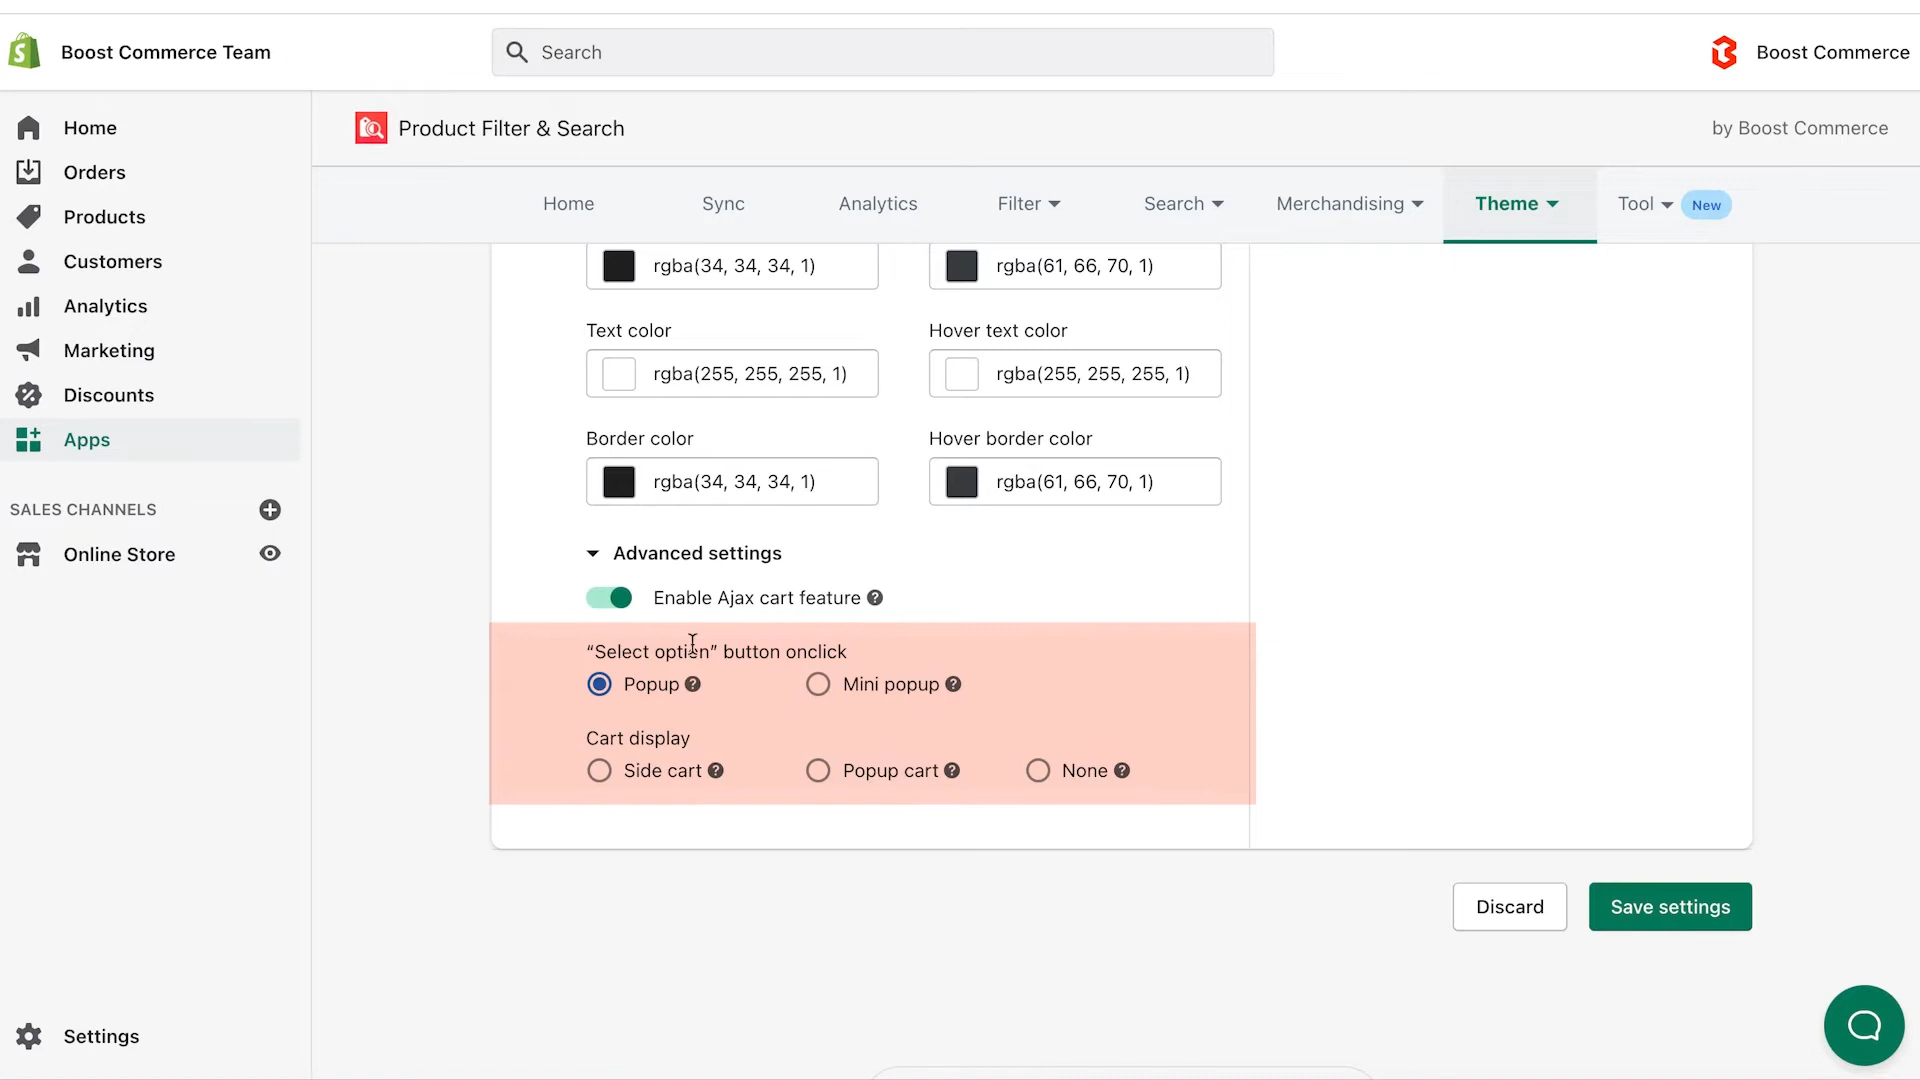 Boost Commerce Team
Search
Boost Commerce
Home
Orders
Products
Customers
Analytics
Marketing
Discounts
Apps
SALES CHANNELS
Online Store
Settings
Product Filter & Search
by Boost Commerce
Home Sync Analytics Filter Search Merchandising Theme Tool New
rgba(34, 34, 34, 1) rgba(61, 66, 70, 1)
Text color Hover text color
rgba(255, 255, 255, 1) rgba(255, 255, 255, 1)
Border color Hover border color
rgba(34, 34, 34, 1) rgba(61, 66, 70, 1)
Advanced settings
Enable Ajax cart feature ?
“Select option” button onclick
Popup ? Mini popup ?
Cart display
Side cart ? Popup cart ? None ?
Discard Save settings